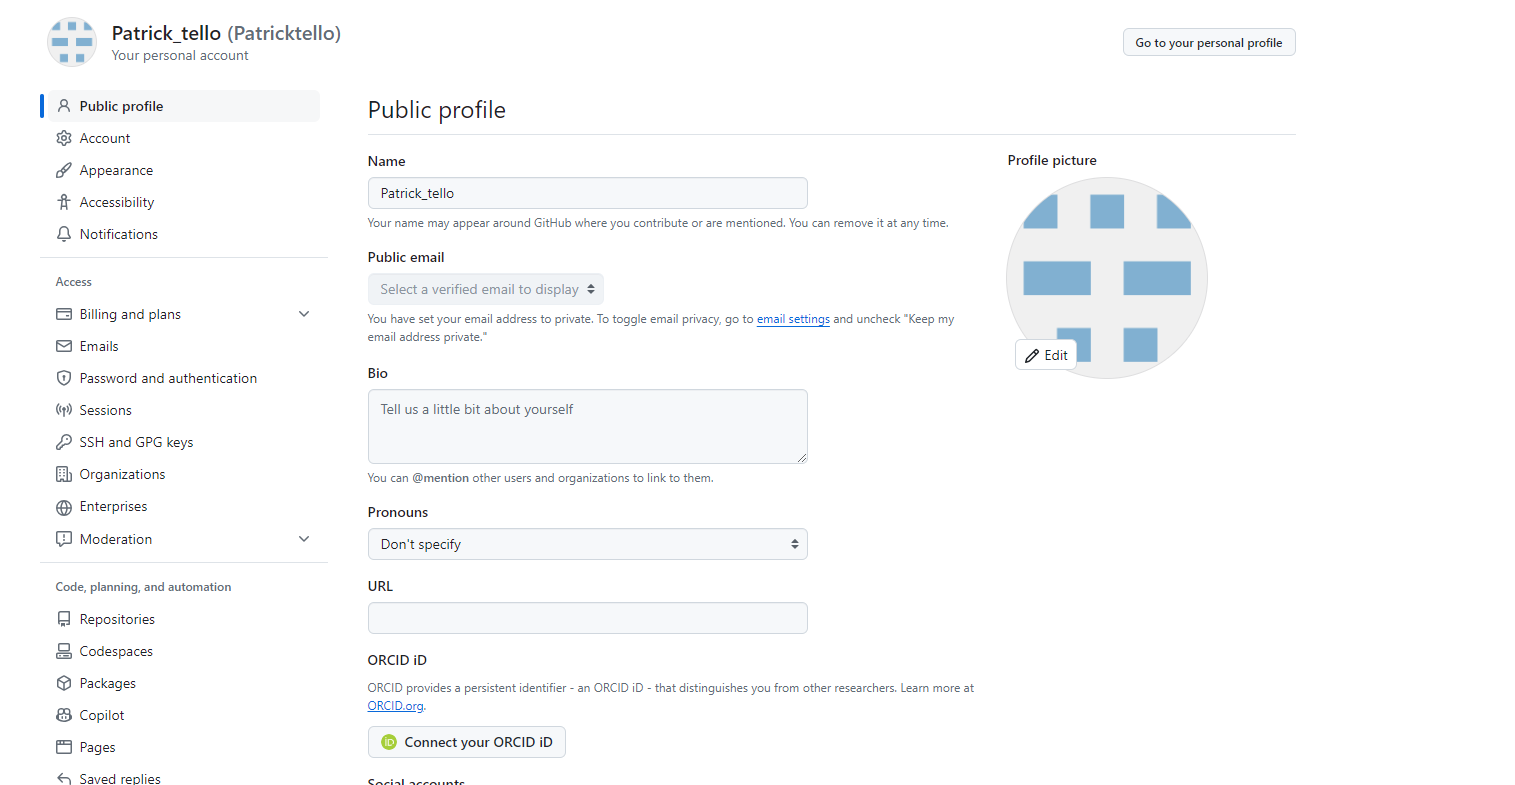 Patrick_tello (Patricktello)
Your personal account
Go to your personal profile
Public profile
Account
Appearance
Accessibility
Notifications
Access
Billing and plans
Emails
Password and authentication
Sessions
SSH and GPG keys
Organizations
Enterprises
Moderation
Code, planning, and automation
Repositories
Codespaces
Packages
Copilot
Pages
Saved replies
Public profile
Name
Patrick_tello
Your name may appear around GitHub where you contribute or are mentioned. You can remove it at any time.
Public email
Select a verified email to display
You have set your email address to private. To toggle email privacy, go to email settings and uncheck "Keep my
email address private."
Bio
Tell us a little bit about yourself
You can @mention other users and organizations to link to them.
Pronouns
Don't specify
URL
ORCID iD
ORCID provides a persistent identifier - an ORCID iD - that distinguishes you from other researchers. Learn more at
ORCID.org.
iD Connect your ORCID iD
Social accounts
Profile picture
Edit